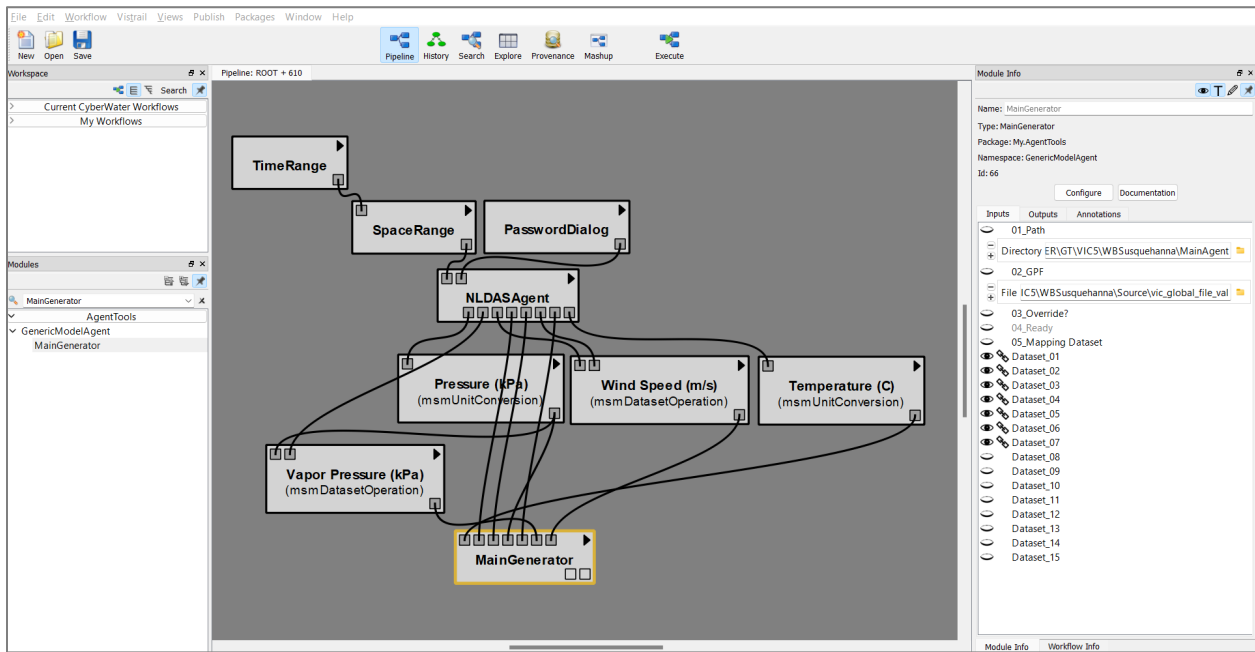 File Edit Workflow Vistrail Views Publish Packages Window Help
New Open Save Pipeline History Search Explore Provenance Mashup Execute
Workspace
Search
Current CyberWater Workflows
My Workflows
Modules
MainGenerator
AgentTools
GenericModelAgent
MainGenerator
Pipeline: ROOT + 610
TimeRange
SpaceRange
PasswordDialog
NLDASAgent
Pressure (kPa)
(msmUnitConversion)
Wind Speed (m/s)
(msmDatasetOperation)
Temperature (C)
(msmUnitConversion)
Vapor Pressure (kPa)
(msmDatasetOperation)
MainGenerator
Module Info
Name: MainGenerator
Type: MainGenerator
Package: My.AgentTools
Namespace: GenericModelAgent
Id: 66
Configure Documentation
Inputs Outputs Annotations
01_Path
Directory ER\GT\VIC5\WBSusquehanna\MainAgent
02_GPF
File IC5\WBSusquehanna\Source\vic_global_file_val
03_Override?
04_Ready
05_Mapping Dataset
Dataset_01
Dataset_02
Dataset_03
Dataset_04
Dataset_05
Dataset_06
Dataset_07
Dataset_08
Dataset_09
Dataset_10
Dataset_11
Dataset_12
Dataset_13
Dataset_14
Dataset_15
Module Info Workflow Info